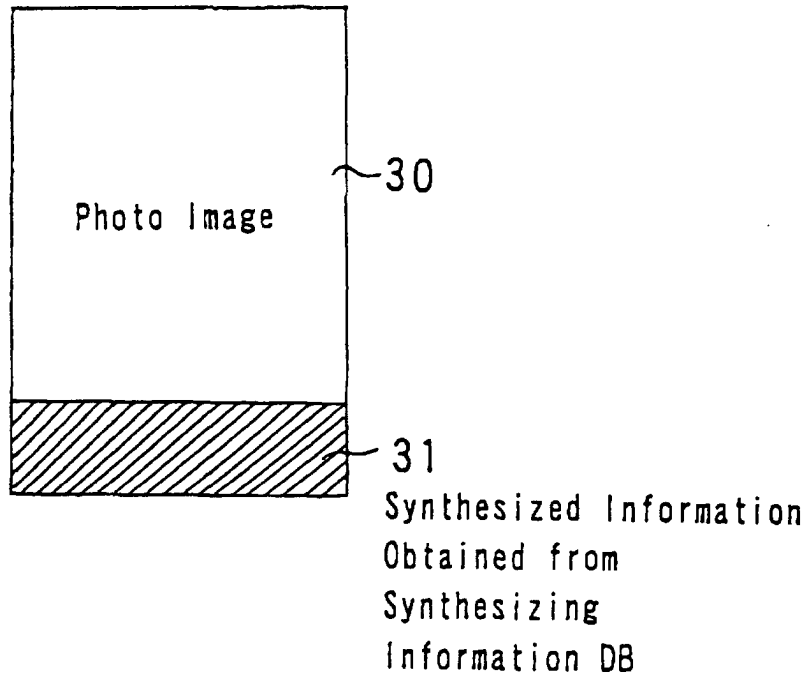 30
Photo Image
31
Synthesized Information
Obtained from
Synthesizing
Information DB